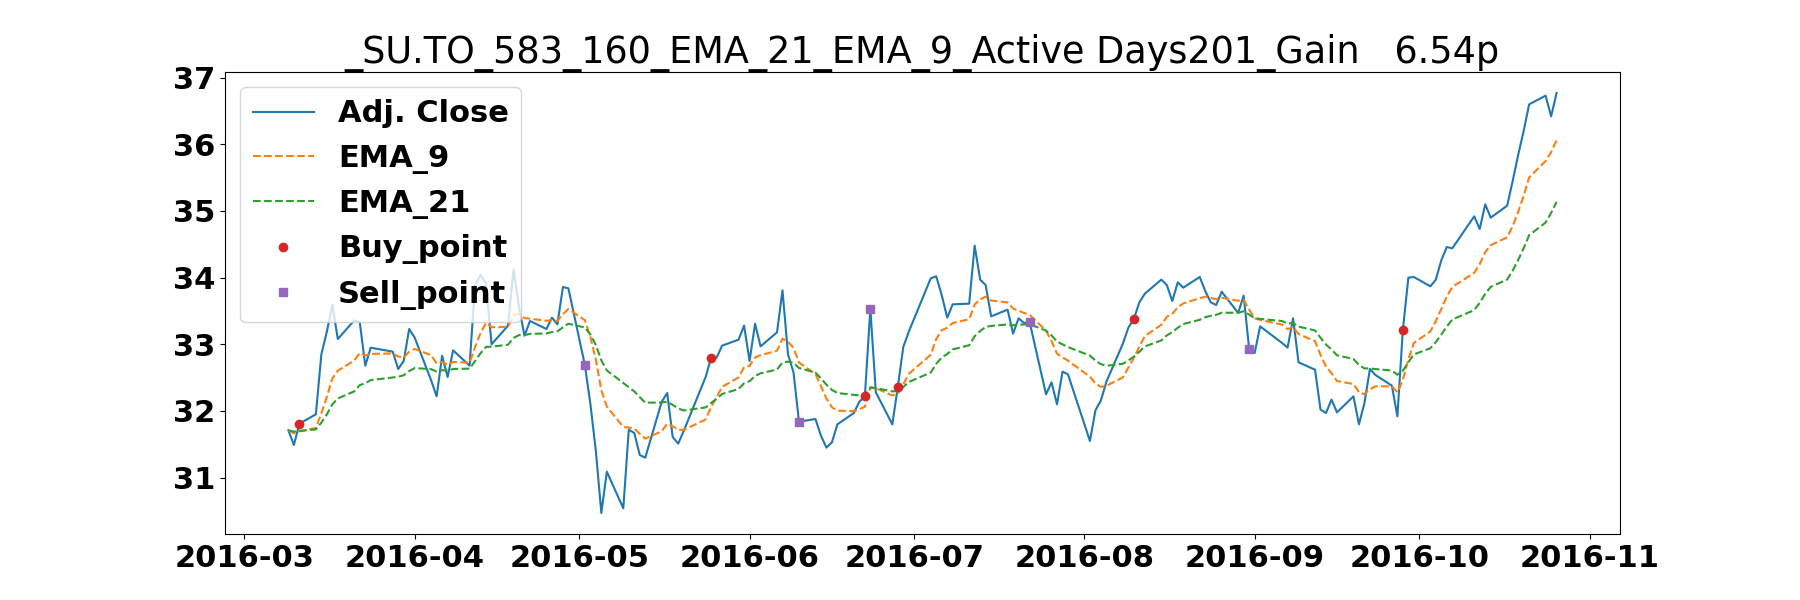 _SU.TO_583_160_EMA_21_EMA_9_Active Days201_Gain   6.54p
37
36
35
34
33
32
31
Adj. Close
EMA_9
EMA_21
Buy_point
Sell_point
2016-03 2016-04 2016-05 2016-06 2016-07 2016-08 2016-09 2016-10 2016-11